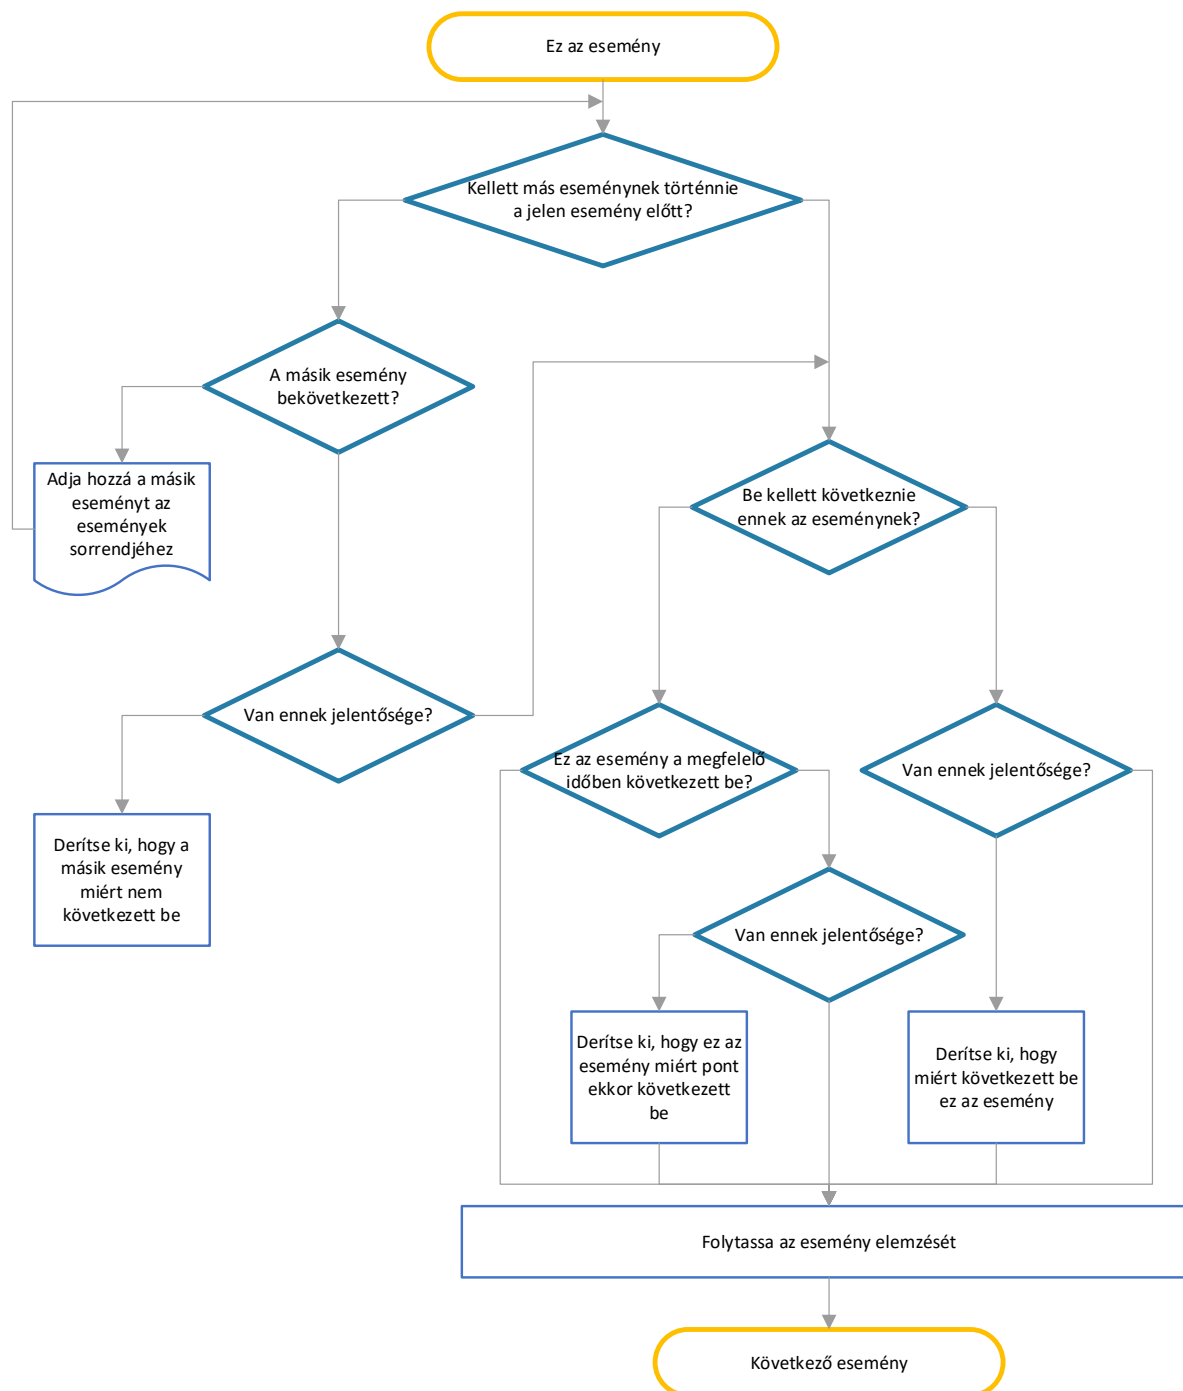 Ez az esemény
Kellett más eseménynek történnie
a jelen esemény előtt?
A másik esemény
bekövetkezett?
Adja hozzá a másik
eseményt az
események
sorrendjéhez
Be kellett következnie
ennek az eseménynek?
Van ennek jelentősége?
Ez az esemény a megfelelő
időben következett be?
Van ennek jelentősége?
Derítse ki, hogy a
másik esemény
miért nem
következett be
Van ennek jelentősége?
Derítse ki, hogy ez az
esemény miért pont
ekkor következett
be
Derítse ki, hogy
miért következett be
ez az esemény
Folytassa az esemény elemzését
Következő esemény